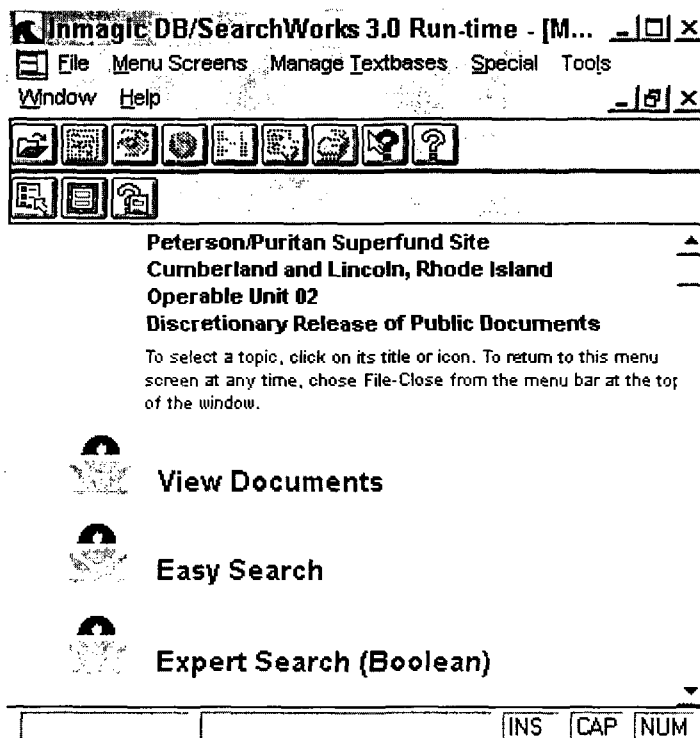 Inmagic DB/SearchWorks 3.0 Run-time - [M...
File Menu Screens Manage Textbases Special Tools
Window Help
Peterson/Puritan Superfund Site
Cumberland and Lincoln, Rhode Island
Operable Unit 02
Discretionary Release of Public Documents
To select a topic, click on its title or icon. To return to this menu
screen at any time, chose File-Close from the menu bar at the top
of the window.
View Documents
Easy Search
Expert Search (Boolean)
INS CAP NUM